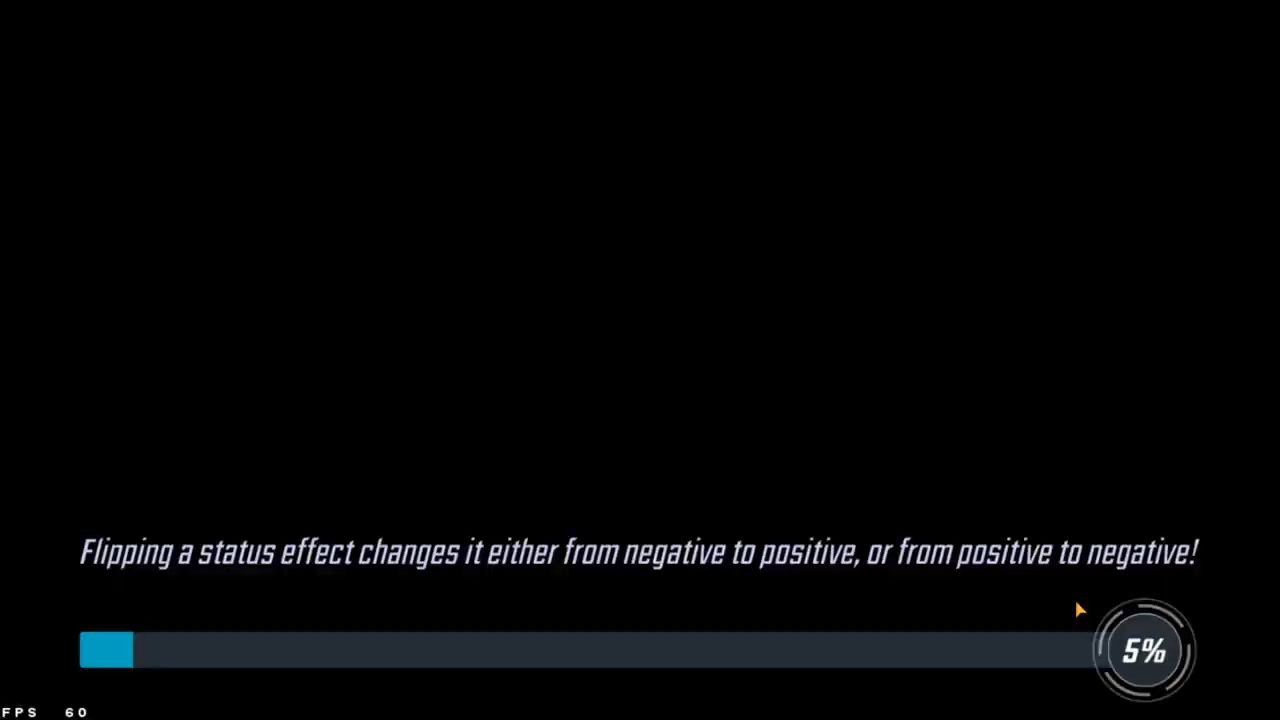 Flipping a status effect changes it either from negative to positive, or from positive to negative!
5%
FPS 60